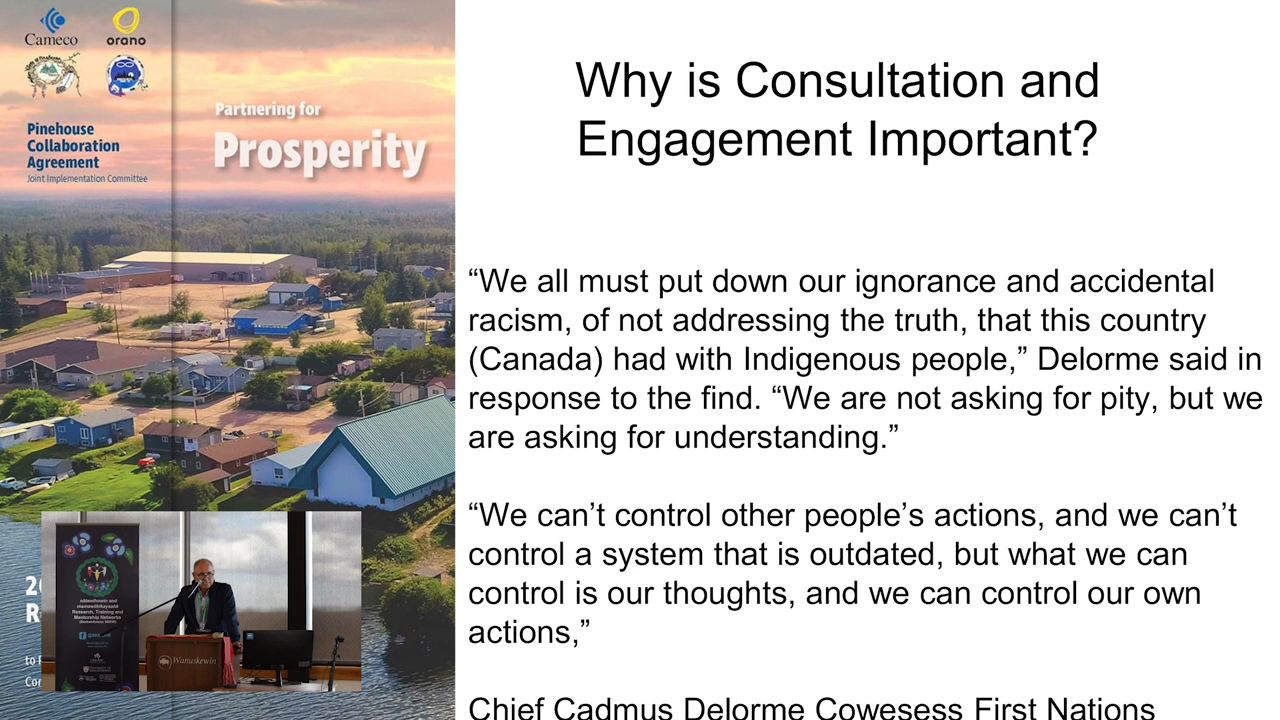 Cameco
orano
Pinehouse
Collaboration
Agreement
Joint Implementation Committee
Partnering for
Prosperity
Why is Consultation and
Engagement Important?
“We all must put down our ignorance and accidental
racism, of not addressing the truth, that this country
(Canada) had with Indigenous people,” Delorme said in
response to the find. “We are not asking for pity, but we
are asking for understanding.”
“We can’t control other people’s actions, and we can’t
control a system that is outdated, but what we can
control is our thoughts, and we can control our own
actions,”
Chief Cadmus Delorme Cowesess First Nations
Research, Training and
Mentorship Networks
Wanuskewin